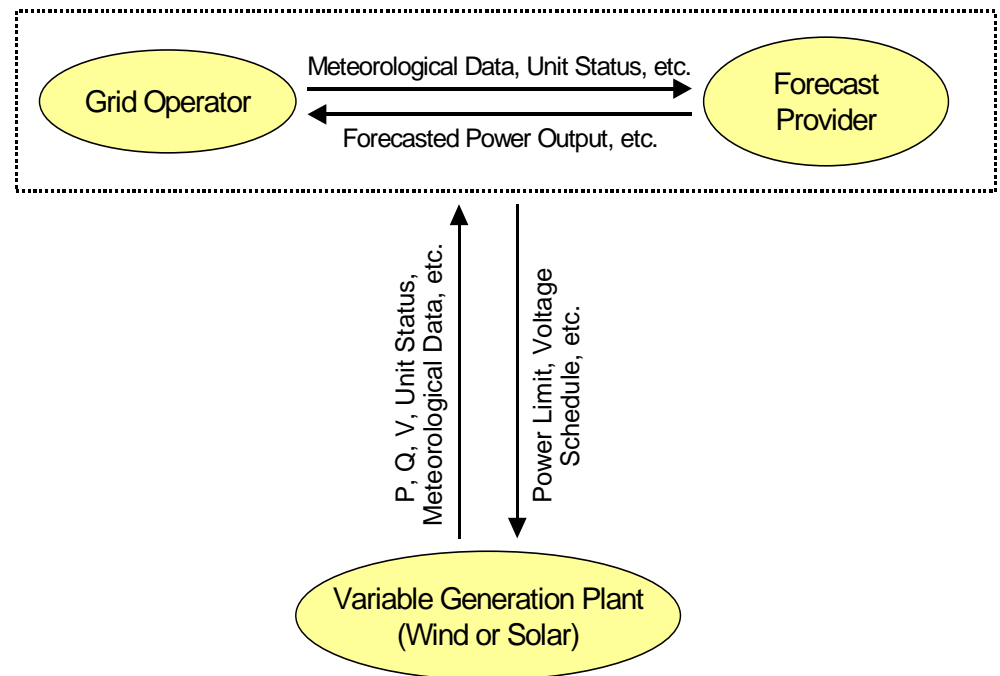 Meteorological Data, Unit Status, etc.
Grid Operator
Forecast
Provider
Forecasted Power Output, etc.
P, Q, V, Unit Status,
Meteorological Data, etc.
Power Limit, Voltage
Schedule, etc.
Variable Generation Plant
(Wind or Solar)